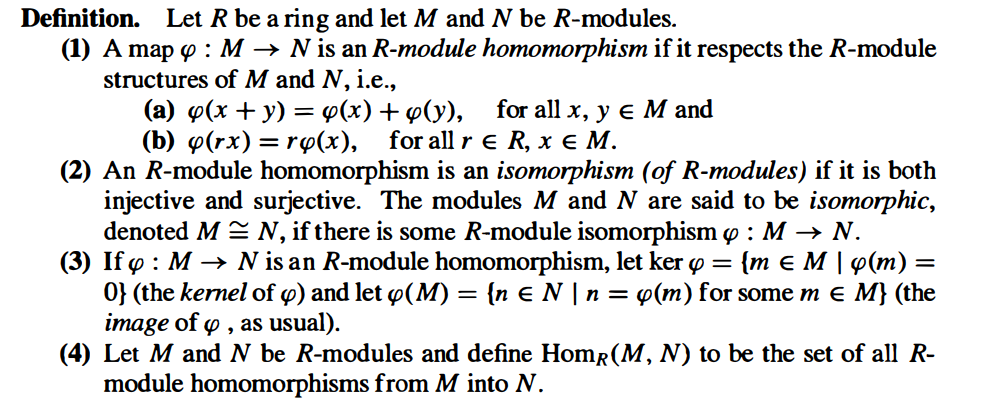 Definition. Let R be a ring and let M and N be R-modules.
(1) A map φ : M → N is an R-module homomorphism if it respects the R-module
structures of M and N, i.e.,
(a) φ(x + y) = φ(x) + φ(y), for all x, y ∈ M and
(b) φ(rx) = rφ(x), for all r ∈ R, x ∈ M.
(2) An R-module homomorphism is an isomorphism (of R-modules) if it is both
injective and surjective. The modules M and N are said to be isomorphic,
denoted M ≅ N, if there is some R-module isomorphism φ : M → N.
(3) If φ : M → N is an R-module homomorphism, let ker φ = {m ∈ M | φ(m) =
0} (the kernel of φ) and let φ(M) = {n ∈ N | n = φ(m) for some m ∈ M} (the
image of φ , as usual).
(4) Let M and N be R-modules and define Hom_R(M, N) to be the set of all R-
module homomorphisms from M into N.